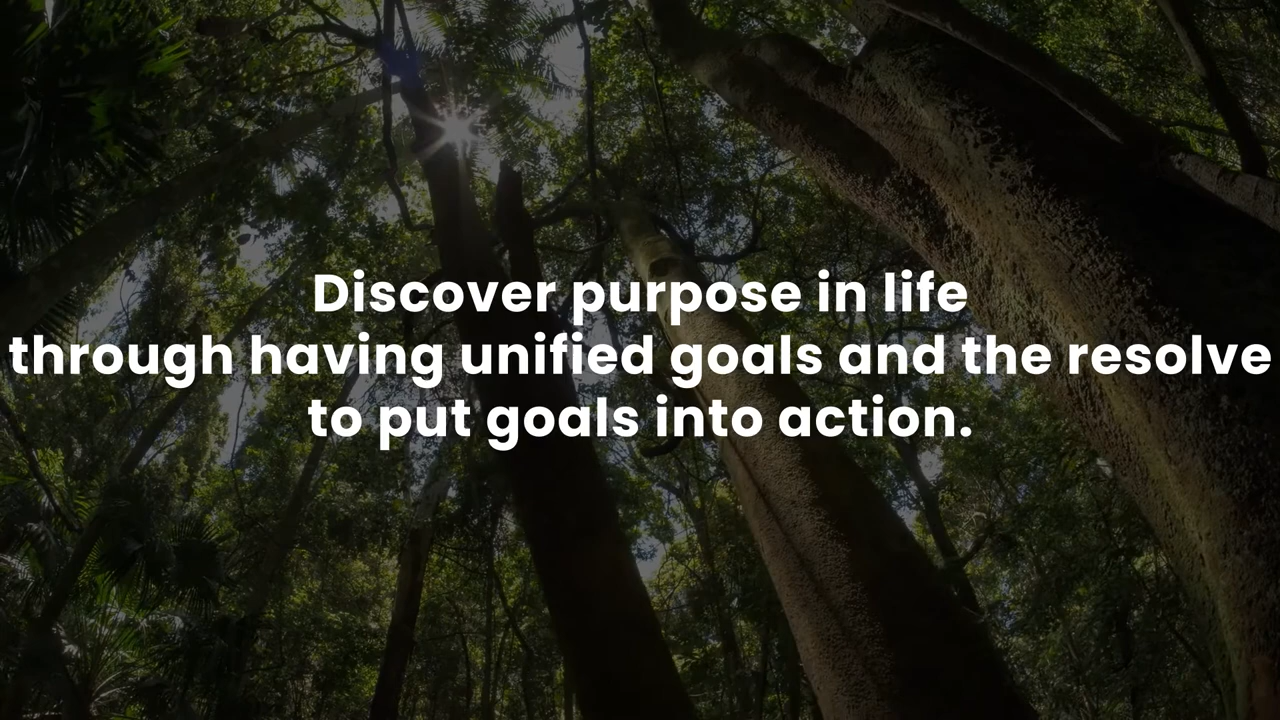 Discover purpose in life
through having unified goals and the resolve
to put goals into action.